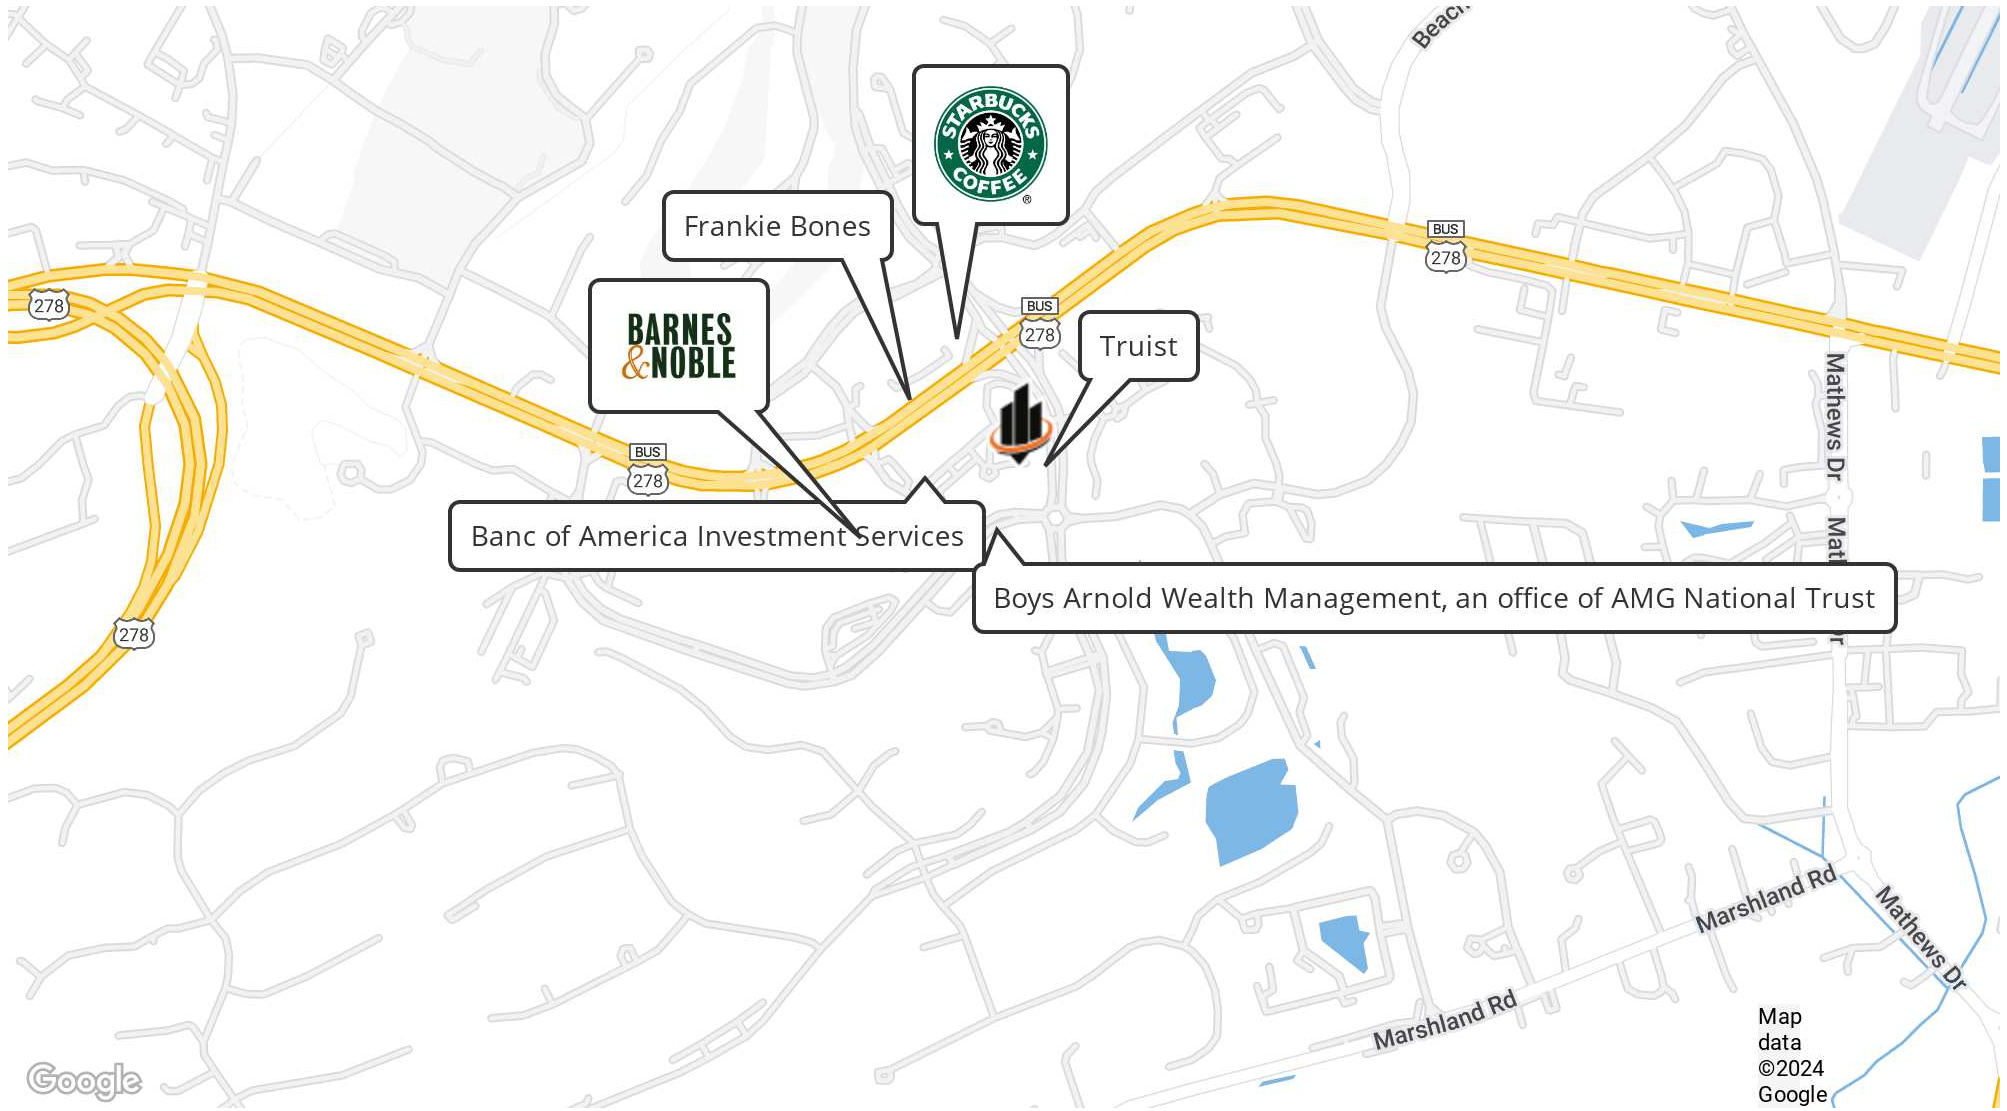 Beach
STARBUCKS
COFFEE
®
Frankie Bones
BUS
278
278
BUS
278
BARNES
&NOBLE
Truist
Mathews Dr
BUS
278
Banc of America Investment Services
Mathews Dr
Boys Arnold Wealth Management, an office of AMG National Trust
278
Marshland Rd
Mathews Dr
Marshland Rd
Map
data
©2024
Google
Google